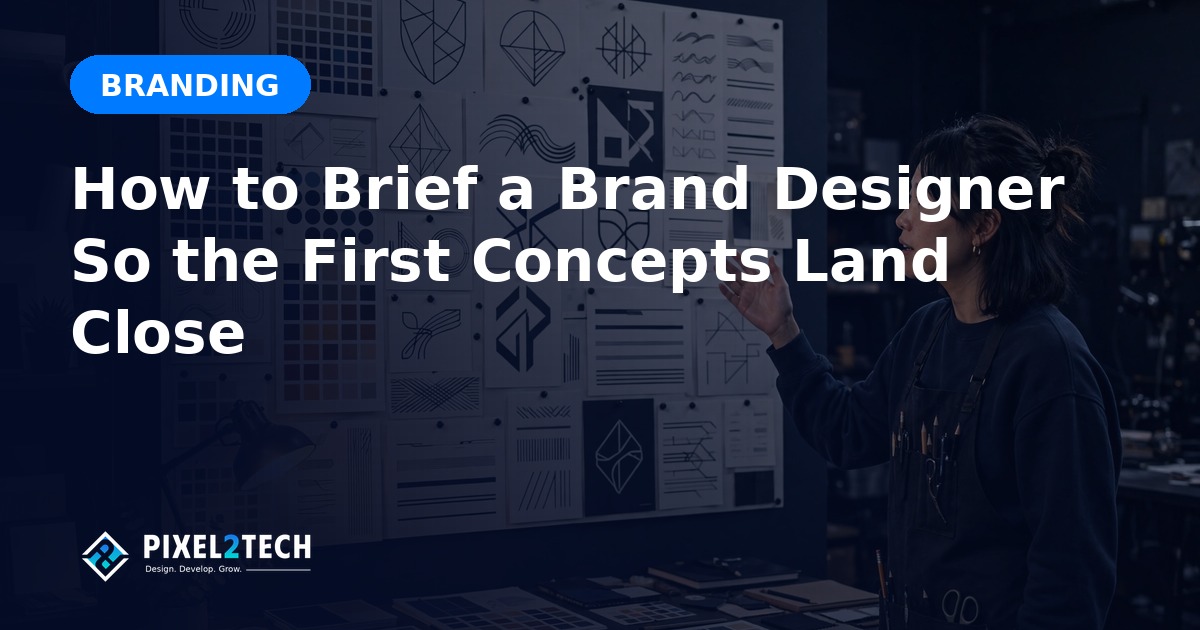 BRANDING
How to Brief a Brand Designer
So the First Concepts Land
Close
PIXEL2TECH
Design. Develop. Grow.